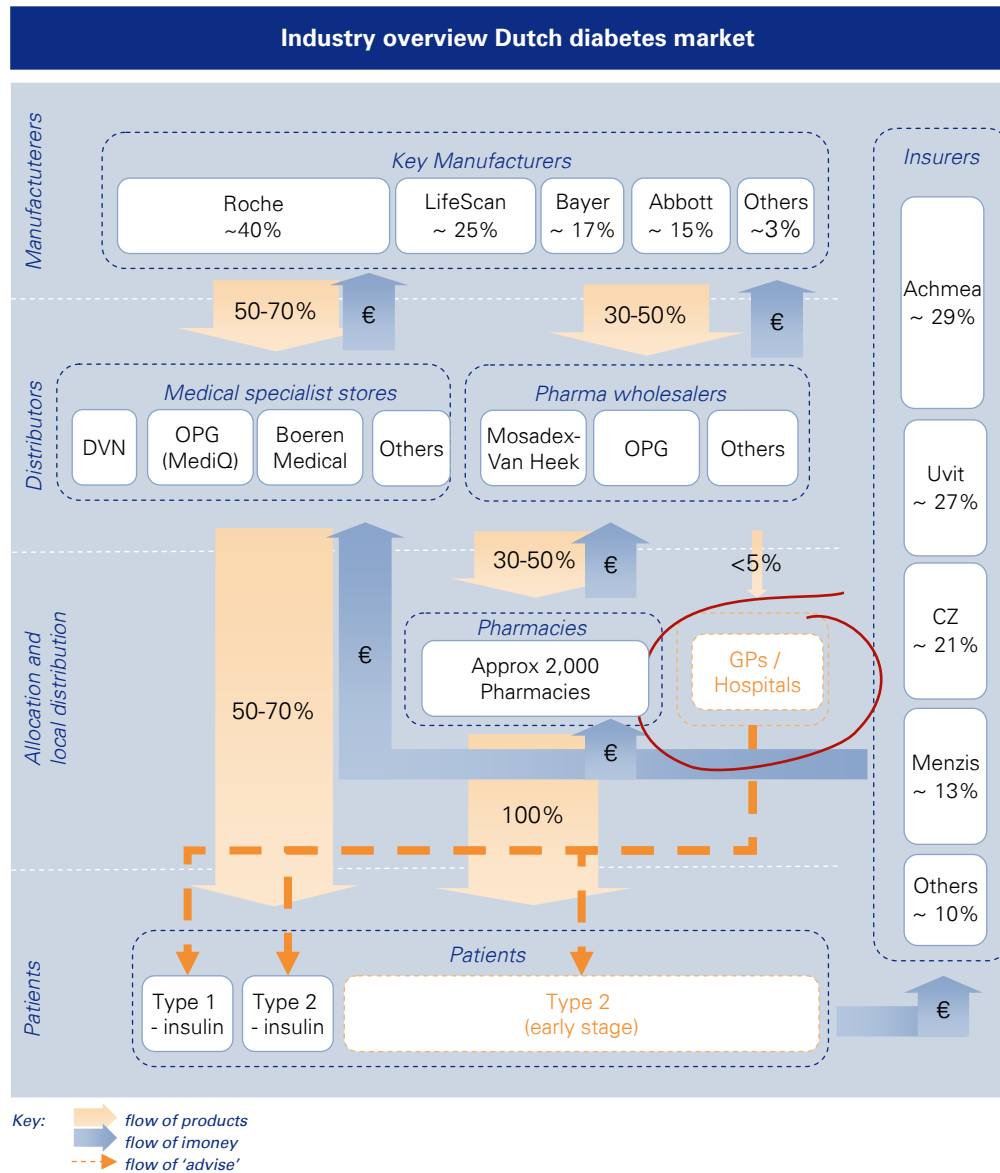 Industry overview Dutch diabetes market
Manufactuterers
Key Manufacturers
Roche
~40%
LifeScan
~ 25%
Bayer
~ 17%
Abbott
~ 15%
Others
~3%
Insurers
Achmea
~ 29%
Uvit
~ 27%
CZ
~ 21%
Menzis
~ 13%
Others
~ 10%
50-70%
€
30-50%
€
Distributors
Medical specialist stores
DVN
OPG
(MediQ)
Boeren
Medical
Others
Pharma wholesalers
Mosadex-
Van Heek
OPG
Others
Allocation and
local distribution
50-70%
€
30-50%
€
<5%
Pharmacies
Approx 2,000
Pharmacies
GPs /
Hospitals
€
100%
Patients
Patients
Type 1
- insulin
Type 2
- insulin
Type 2
(early stage)
€
Key:
flow of products
flow of imoney
flow of 'advise'